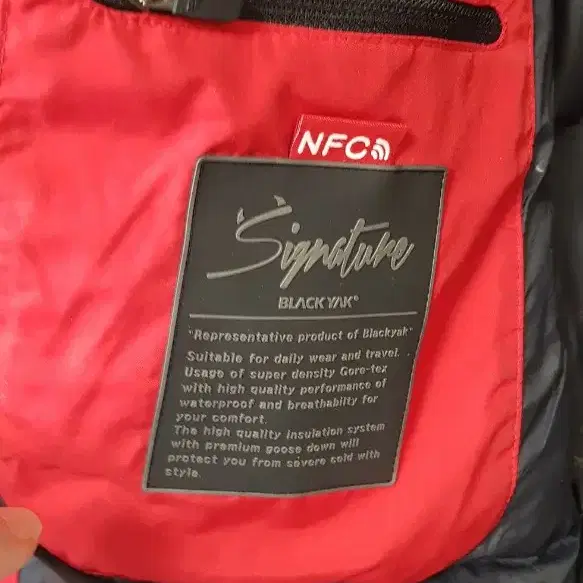 NFC
Signature
BLACK YAK®
"Representative product of Blackyak"
Suitable for daily wear and travel.
Usage of super density Gore-tex
with high quality performance of
waterproof and breathability for
your comfort.
The high quality insulation system
with premium goose down will
protect you from severe cold with
style.